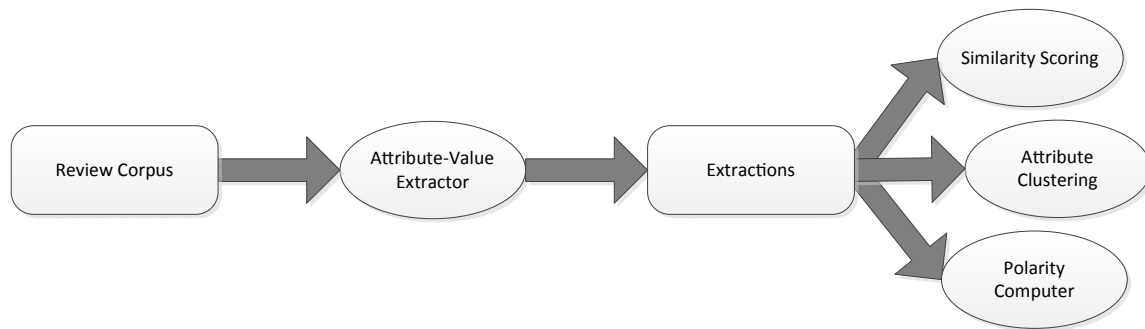 Review Corpus
Attribute-Value
Extractor
Extractions
Similarity Scoring
Attribute
Clustering
Polarity
Computer